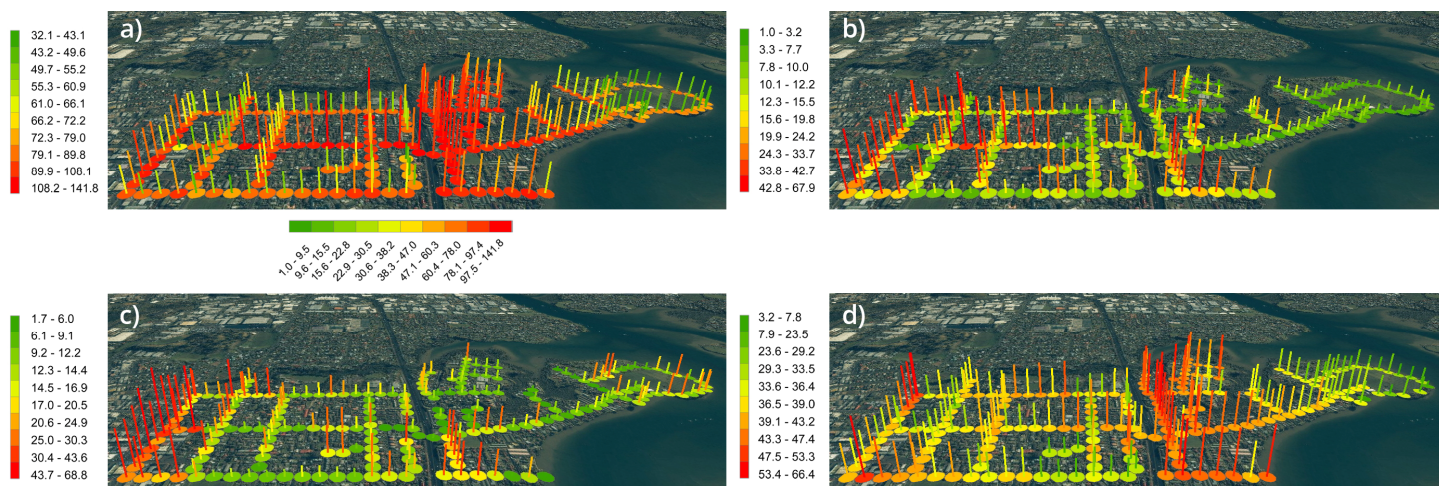 a)
32.1 - 43.1
43.2 - 49.6
49.7 - 55.2
55.3 - 60.9
61.0 - 66.1
66.2 - 72.2
72.3 - 79.0
79.1 - 89.8
09.9 - 100.1
108.2 - 141.8
b)
1.0 - 3.2
3.3 - 7.7
7.8 - 10.0
10.1 - 12.2
12.3 - 15.5
15.6 - 19.8
19.9 - 24.2
24.3 - 33.7
33.8 - 42.7
42.8 - 67.9
1.0 - 9.5
9.6 - 15.5
15.6 - 22.8
22.9 - 30.5
30.6 - 38.2
38.3 - 47.0
47.1 - 60.3
60.4 - 78.0
78.1 - 97.4
97.5 - 141.8
c)
1.7 - 6.0
6.1 - 9.1
9.2 - 12.2
12.3 - 14.4
14.5 - 16.9
17.0 - 20.5
20.6 - 24.9
25.0 - 30.3
30.4 - 43.6
43.7 - 68.8
d)
3.2 - 7.8
7.9 - 23.5
23.6 - 29.2
29.3 - 33.5
33.6 - 36.4
36.5 - 39.0
39.1 - 43.2
43.3 - 47.4
47.5 - 53.3
53.4 - 66.4